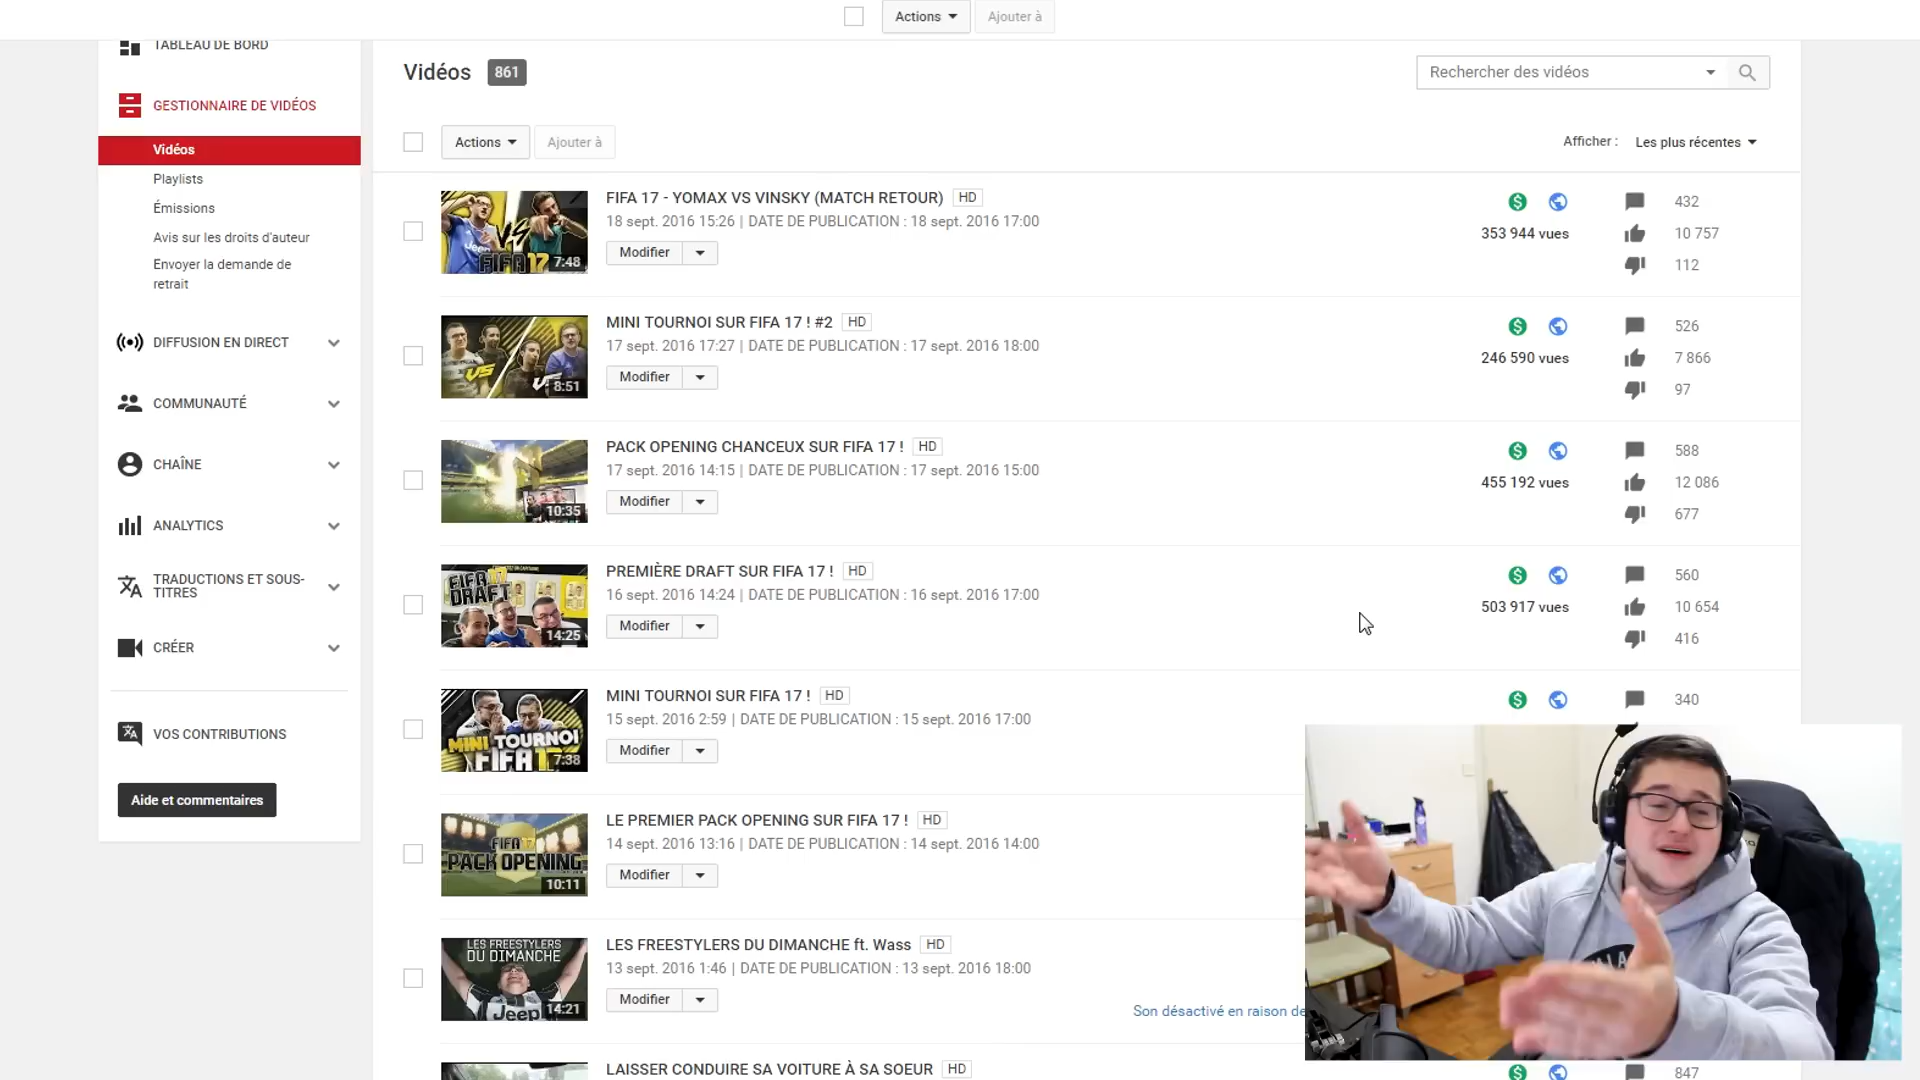 Actions
Ajouter à
TABLEAU DE BORD
Vidéos 861
Rechercher des vidéos
GESTIONNAIRE DE VIDÉOS
Vidéos
Playlists
Émissions
Avis sur les droits d'auteur
Envoyer la demande de
retrait
DIFFUSION EN DIRECT
COMMUNAUTÉ
CHAÎNE
ANALYTICS
TRADUCTIONS ET SOUS-
TITRES
CRÉER
VOS CONTRIBUTIONS
Aide et commentaires
Actions
Ajouter à
Afficher : Les plus récentes
VS
FIFA 17
7:48
FIFA 17 - YOMAX VS VINSKY (MATCH RETOUR) HD
18 sept. 2016 15:26 | DATE DE PUBLICATION : 18 sept. 2016 17:00
Modifier
353 944 vues
432
10 757
112
VS
8:51
MINI TOURNOI SUR FIFA 17 ! #2 HD
17 sept. 2016 17:27 | DATE DE PUBLICATION : 17 sept. 2016 18:00
Modifier
246 590 vues
526
7 866
97
10:35
PACK OPENING CHANCEUX SUR FIFA 17 ! HD
17 sept. 2016 14:15 | DATE DE PUBLICATION : 17 sept. 2016 15:00
Modifier
455 192 vues
588
12 086
677
FIFA 17
DRAFT
14:25
PREMIÈRE DRAFT SUR FIFA 17 ! HD
16 sept. 2016 14:24 | DATE DE PUBLICATION : 16 sept. 2016 17:00
Modifier
503 917 vues
560
10 654
416
MINI TOURNOI
FIFA 1
7:38
MINI TOURNOI SUR FIFA 17 ! HD
15 sept. 2016 2:59 | DATE DE PUBLICATION : 15 sept. 2016 17:00
Modifier
340
FIFA 17
PACK OPENING
10:11
LE PREMIER PACK OPENING SUR FIFA 17 ! HD
14 sept. 2016 13:16 | DATE DE PUBLICATION : 14 sept. 2016 14:00
Modifier
LES FREESTYLERS
DU DIMANCHE
Jeep
14:21
LES FREESTYLERS DU DIMANCHE ft. Wass HD
13 sept. 2016 1:46 | DATE DE PUBLICATION : 13 sept. 2016 18:00
Modifier
Son désactivé en raison de
LAISSER CONDUIRE SA VOITURE À SA SOEUR HD
847